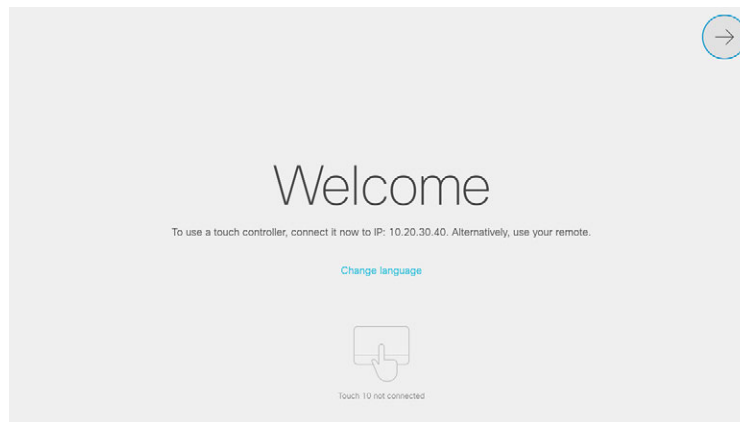 Welcome
To use a touch controller, connect it now to IP: 10.20.30.40. Alternatively, use your remote.
Change language
Touch 10 not connected